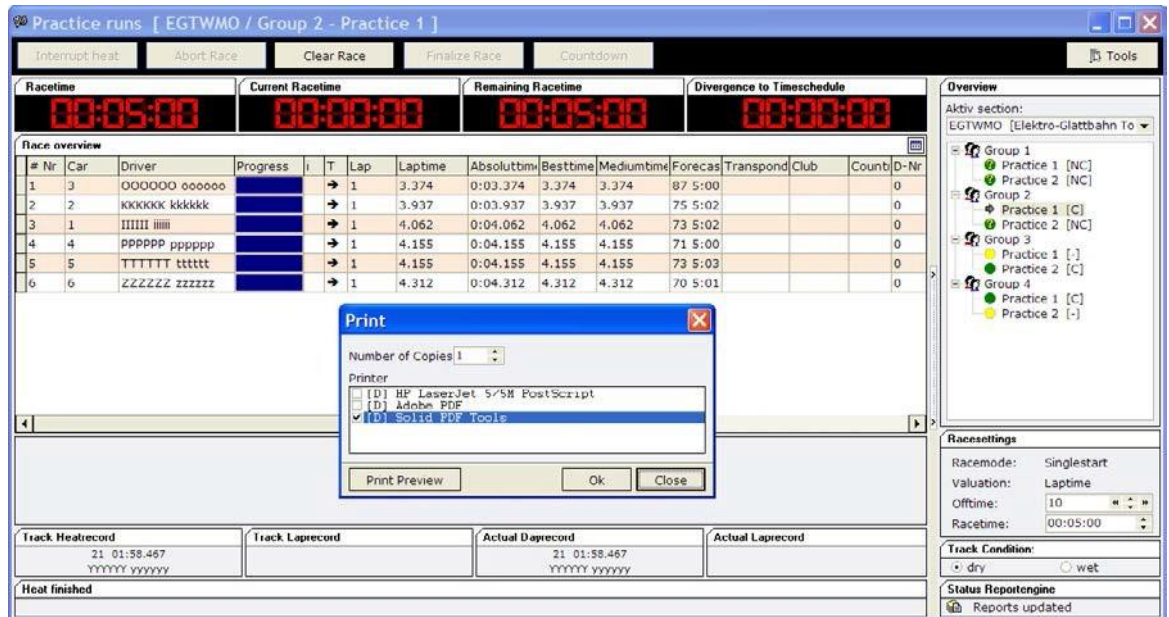 Practice runs [ EGTWMO / Group 2 - Practice 1 ]
Interrupt heat Abort Race Clear Race Finalize Race Countdown Tools
Racetime Current Racetime Remaining Racetime Divergence to Timeschedule
00:05:00 00:00:00 00:05:00 00:00:00
Race overview
# Nr Car Driver Progress i T Lap Laptime Absoluttime Besttime Mediumtime Forecas Transpond Club Counti D-Nr
1 3 OOOOOO oooooo 1 3.374 0:03.374 3.374 3.374 87 5:00 0
2 2 KKKKKK kkkkkk 1 3.937 0:03.937 3.937 3.937 75 5:02 0
3 1 IIIIII iiiiii 1 4.062 0:04.062 4.062 4.062 73 5:02 0
4 4 PPPPPP pppppp 1 4.155 0:04.155 4.155 4.155 71 5:00 0
5 5 TTTTTT tttttt 1 4.155 0:04.155 4.155 4.155 73 5:03 0
6 6 ZZZZZZ zzzzzz 1 4.312 0:04.312 4.312 4.312 70 5:01 0
Print
Number of Copies 1
Printer
[D] HP LaserJet 5/5M PostScript
[D] Adobe PDF
[D] Solid PDF Tools
Print Preview Ok Close
Track Heatrecord Track Laprecord Actual Dayrecord Actual Laprecord
21 01:58.467 21 01:58.467
YYYYYY yyyyyy YYYYYY yyyyyy
Heat finished
Overview
Aktiv section:
EGTWMO [Elektro-Glattbahn To
Group 1
Practice 1 [NC]
Practice 2 [NC]
Group 2
Practice 1 [C]
Practice 2 [NC]
Group 3
Practice 1 [-]
Practice 2 [C]
Group 4
Practice 1 [C]
Practice 2 [-]
Racesettings
Racemode: Singlestart
Valuation: Laptime
Offtime: 10
Racetime: 00:05:00
Track Condition:
dry wet
Status Reportengine
Reports updated